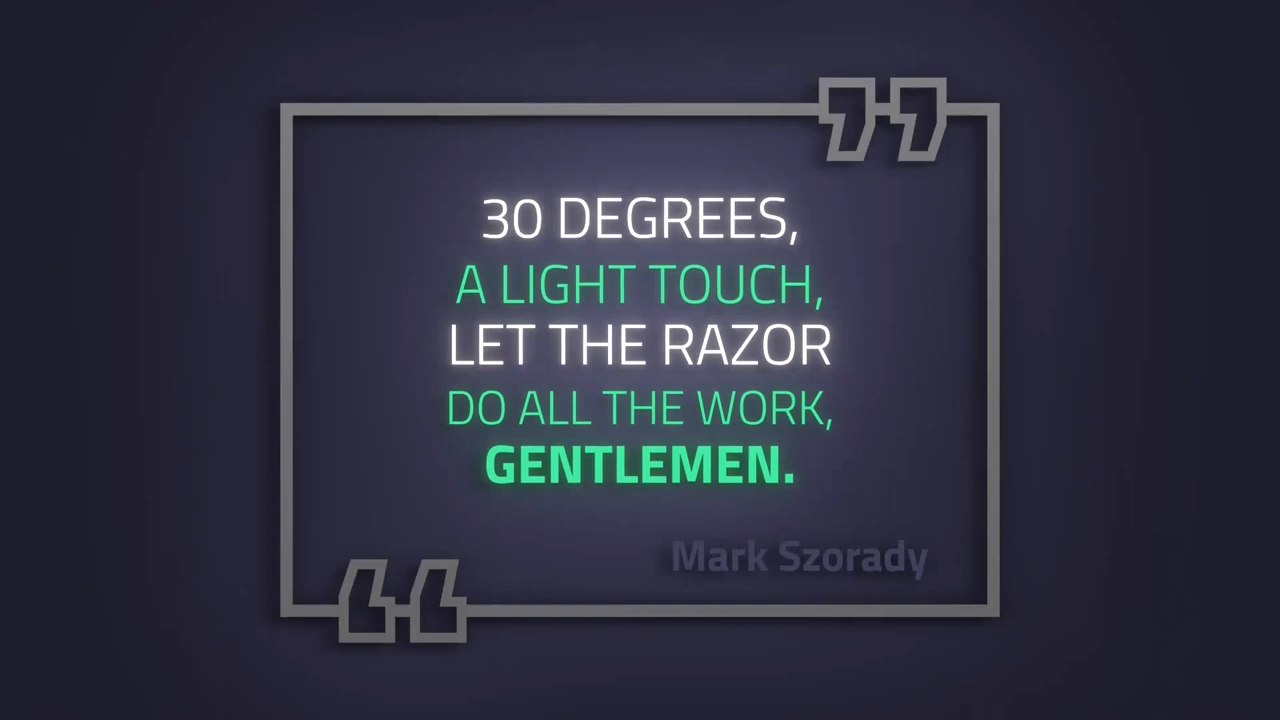 30 DEGREES,
A LIGHT TOUCH,
LET THE RAZOR
DO ALL THE WORK,
GENTLEMEN.
Mark Szorady